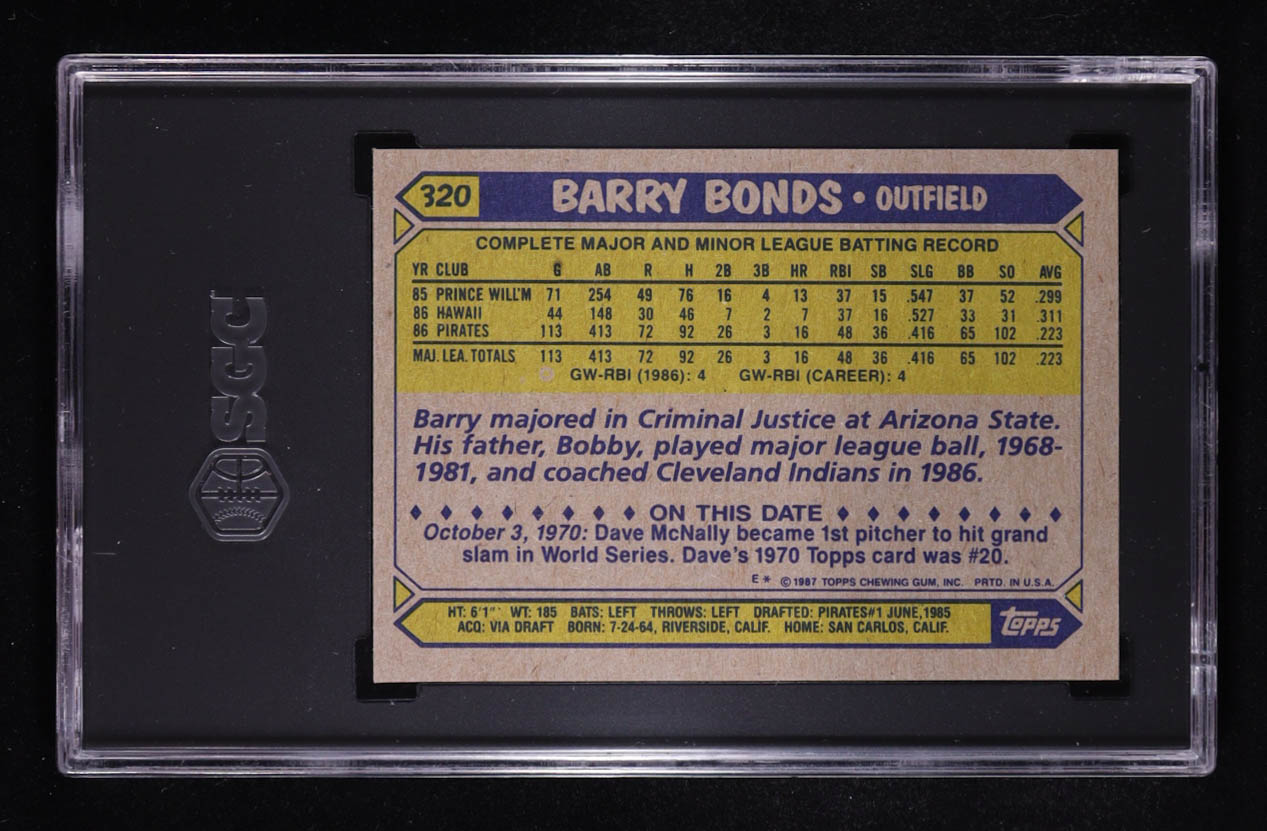 320 BARRY BONDS • OUTFIELD
COMPLETE MAJOR AND MINOR LEAGUE BATTING RECORD
YR CLUB G AB R H 2B 3B HR RBI SB SLG BB SO AVG
85 PRINCE WILL'M 71 254 49 76 16 4 13 37 15 .547 37 52 .299
86 HAWAII 44 148 30 46 7 2 7 37 16 .527 33 31 .311
86 PIRATES 113 413 72 92 26 3 16 48 36 .416 65 102 .223
MAJ. LEA. TOTALS 113 413 72 92 26 3 16 48 36 .416 65 102 .223
GW-RBI (1986): 4 GW-RBI (CAREER): 4
Barry majored in Criminal Justice at Arizona State.
His father, Bobby, played major league ball, 1968-
1981, and coached Cleveland Indians in 1986.
ON THIS DATE
October 3, 1970: Dave McNally became 1st pitcher to hit grand
slam in World Series. Dave's 1970 Topps card was #20.
E* ©1987 TOPPS CHEWING GUM, INC. PRTD. IN U.S.A.
HT: 6'1" WT: 185 BATS: LEFT THROWS: LEFT DRAFTED: PIRATES#1 JUNE,1985
ACQ: VIA DRAFT BORN: 7-24-64, RIVERSIDE, CALIF. HOME: SAN CARLOS, CALIF.
topps
SGC